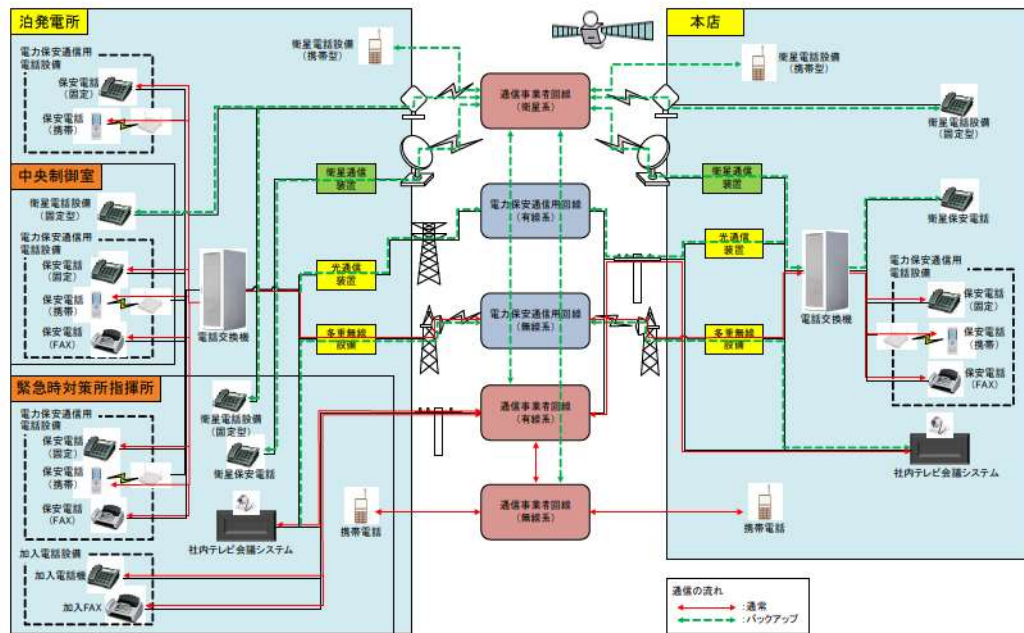 泊発電所
電力保安通信用
電話設備
保安電話
(固定)
保安電話
(携帯)
中央制御室
衛星電話設備
(固定型)
電力保安通信用
電話設備
保安電話
(固定)
保安電話
(携帯)
保安電話
(FAX)
電話交換機
緊急時対策所指揮所
電力保安通信用
電話設備
保安電話
(固定)
保安電話
(携帯)
保安電話
(FAX)
加入電話設備
加入電話機
加入FAX
衛星電話設備
(固定型)
衛星保安電話
社内テレビ会議システム
携帯電話
衛星電話設備
(携帯型)
衛星通信
装置
光通信
装置
多重無線
設備
通信事業者回線
(衛星系)
電力保安通信用回線
(有線系)
電力保安通信用回線
(無線系)
通信事業者回線
(有線系)
通信事業者回線
(無線系)
本店
衛星電話設備
(携帯型)
衛星電話設備
(固定型)
衛星通信
装置
光通信
装置
多重無線
設備
電話交換機
衛星保安電話
電力保安通信用
電話設備
保安電話
(固定)
保安電話
(携帯)
保安電話
(FAX)
社内テレビ会議システム
携帯電話
通信の流れ
:通常
:バックアップ